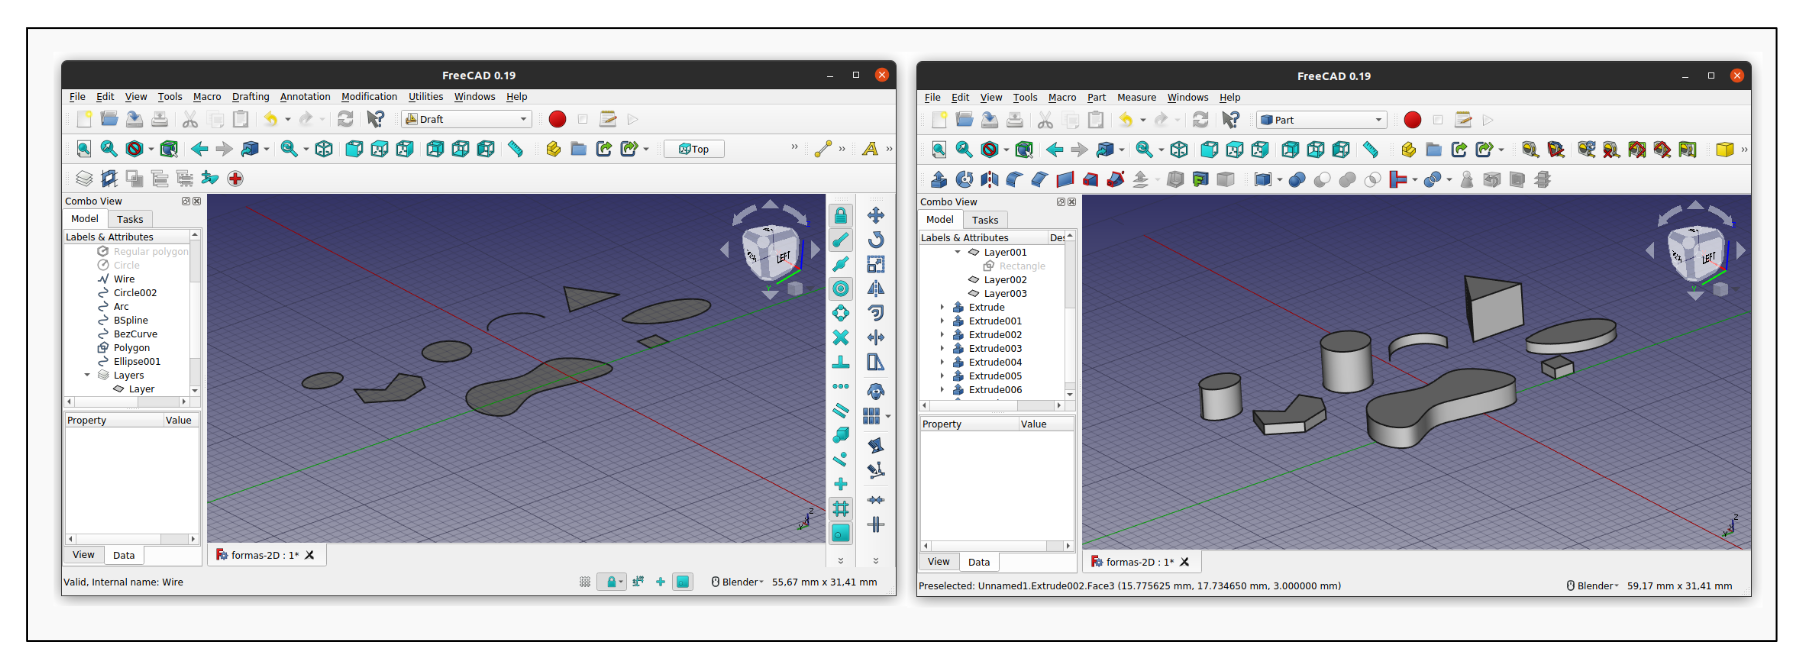 FreeCAD 0.19
File Edit View Tools Macro Drafting Annotation Modification Utilities Windows Help
Draft
Top
Combo View
Model Tasks
Labels & Attributes
Regular polygon
Circle
Wire
Circle002
Arc
BSpline
BezCurve
Polygon
Ellipse001
Layers
Layer
Property Value
View Data
formas-2D : 1*
Valid, Internal name: Wire
Blender 55,67 mm x 31,41 mm
LEFT
Z
FreeCAD 0.19
File Edit View Tools Macro Part Measure Windows Help
Part
Combo View
Model Tasks
Labels & Attributes Des
Layer001
Rectangle
Layer002
Layer003
Extrude
Extrude001
Extrude002
Extrude003
Extrude004
Extrude005
Extrude006
Property Value
View Data
formas-2D : 1*
Preselected: Unnamed1.Extrude002.Face3 (15.775625 mm, 17.734650 mm, 3.000000 mm)
Blender 59,17 mm x 31,41 mm
LEFT
Z